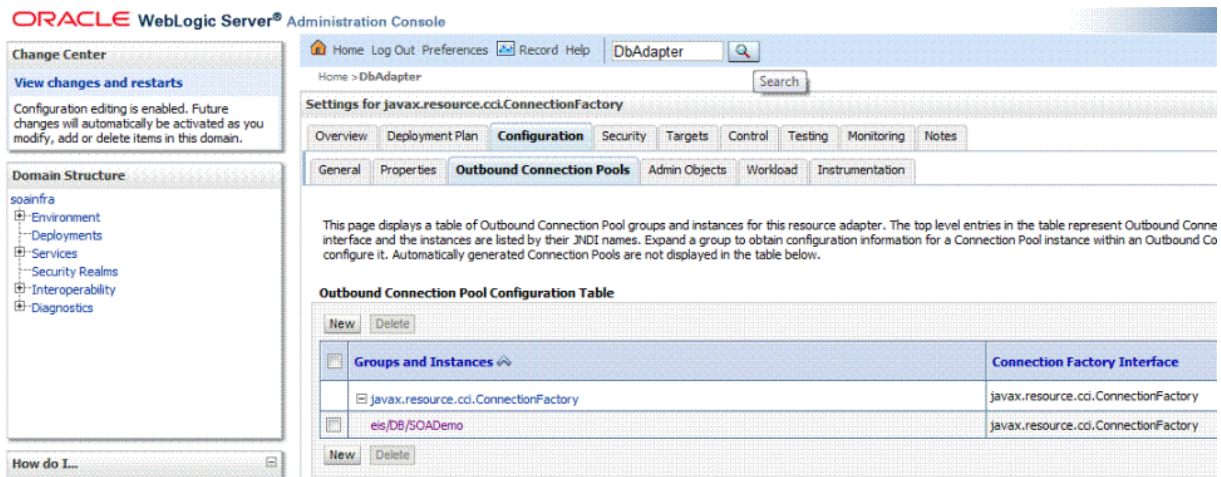 ORACLE WebLogic Server® Administration Console
Change Center
View changes and restarts
Configuration editing is enabled. Future
changes will automatically be activated as you
modify, add or delete items in this domain.
Domain Structure
soainfra
Environment
Deployments
Services
Security Realms
Interoperability
Diagnostics
How do I...
Home Log Out Preferences Record Help DbAdapter
Home >DbAdapter
Search
Settings for javax.resource.cci.ConnectionFactory
Overview Deployment Plan Configuration Security Targets Control Testing Monitoring Notes
General Properties Outbound Connection Pools Admin Objects Workload Instrumentation
This page displays a table of Outbound Connection Pool groups and instances for this resource adapter. The top level entries in the table represent Outbound Conne
interface and the instances are listed by their JNDI names. Expand a group to obtain configuration information for a Connection Pool instance within an Outbound Co
configure it. Automatically generated Connection Pools are not displayed in the table below.
Outbound Connection Pool Configuration Table
New Delete
Groups and Instances Connection Factory Interface
javax.resource.cci.ConnectionFactory javax.resource.cci.ConnectionFactory
eis/DB/SOADemo javax.resource.cci.ConnectionFactory
New Delete